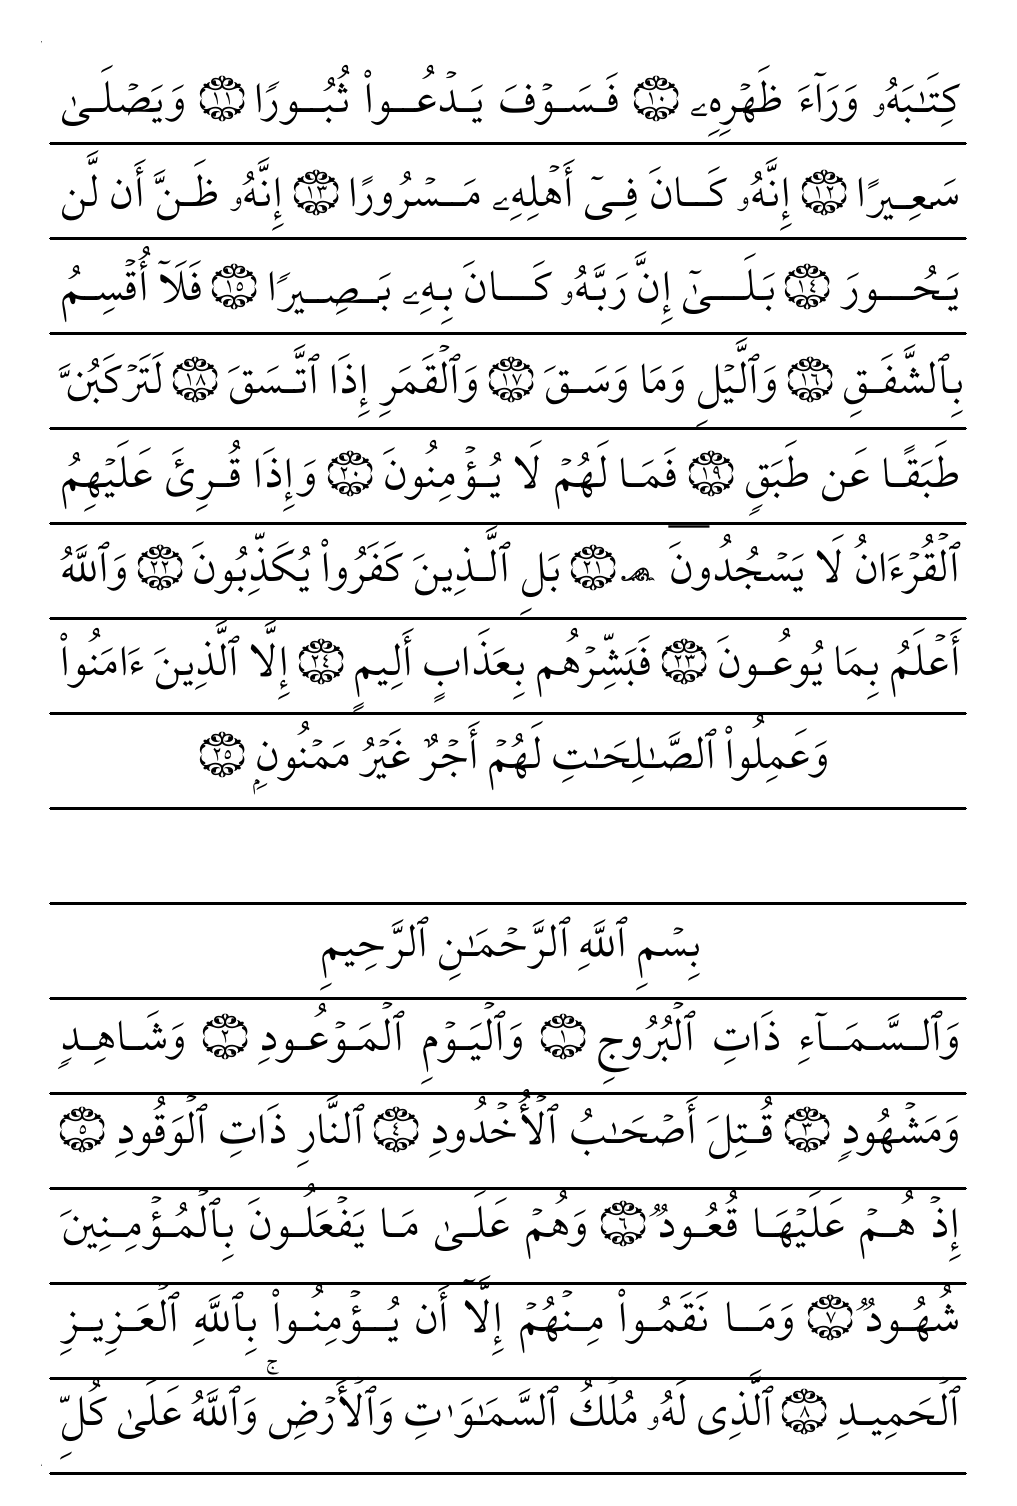 كِتَٰبَهُۥ وَرَآءَ ظَهْرِهِۦ ۝١٠ فَسَوْفَ يَدْعُوا۟ ثُبُورًا ۝١١ وَيَصْلَىٰ
سَعِيرًا ۝١٢ إِنَّهُۥ كَانَ فِىٓ أَهْلِهِۦ مَسْرُورًا ۝١٣ إِنَّهُۥ ظَنَّ أَن لَّن
يَحُورَ ۝١٤ بَلَىٰٓ إِنَّ رَبَّهُۥ كَانَ بِهِۦ بَصِيرًا ۝١٥ فَلَآ أُقْسِمُ
بِٱلشَّفَقِ ۝١٦ وَٱلَّيْلِ وَمَا وَسَقَ ۝١٧ وَٱلْقَمَرِ إِذَا ٱتَّسَقَ ۝١٨ لَتَرْكَبُنَّ
طَبَقًا عَن طَبَقٍ ۝١٩ فَمَا لَهُمْ لَا يُؤْمِنُونَ ۝٢٠ وَإِذَا قُرِئَ عَلَيْهِمُ
ٱلْقُرْءَانُ لَا يَسْجُدُونَ ۩ ۝٢١ بَلِ ٱلَّذِينَ كَفَرُوا۟ يُكَذِّبُونَ ۝٢٢ وَٱللَّهُ
أَعْلَمُ بِمَا يُوعُونَ ۝٢٣ فَبَشِّرْهُم بِعَذَابٍ أَلِيمٍ ۝٢٤ إِلَّا ٱلَّذِينَ ءَامَنُوا۟
وَعَمِلُوا۟ ٱلصَّٰلِحَٰتِ لَهُمْ أَجْرٌ غَيْرُ مَمْنُونٍۭ ۝٢٥
بِسْمِ ٱللَّهِ ٱلرَّحْمَٰنِ ٱلرَّحِيمِ
وَٱلسَّمَآءِ ذَاتِ ٱلْبُرُوجِ ۝١ وَٱلْيَوْمِ ٱلْمَوْعُودِ ۝٢ وَشَاهِدٍ
وَمَشْهُودٍ ۝٣ قُتِلَ أَصْحَٰبُ ٱلْأُخْدُودِ ۝٤ ٱلنَّارِ ذَاتِ ٱلْوَقُودِ ۝٥
إِذْ هُمْ عَلَيْهَا قُعُودٌ ۝٦ وَهُمْ عَلَىٰ مَا يَفْعَلُونَ بِٱلْمُؤْمِنِينَ
شُهُودٌ ۝٧ وَمَا نَقَمُوا۟ مِنْهُمْ إِلَّآ أَن يُؤْمِنُوا۟ بِٱللَّهِ ٱلْعَزِيزِ
ٱلْحَمِيدِ ۝٨ ٱلَّذِى لَهُۥ مُلْكُ ٱلسَّمَٰوَٰتِ وَٱلْأَرْضِ ۚ وَٱللَّهُ عَلَىٰ كُلِّ